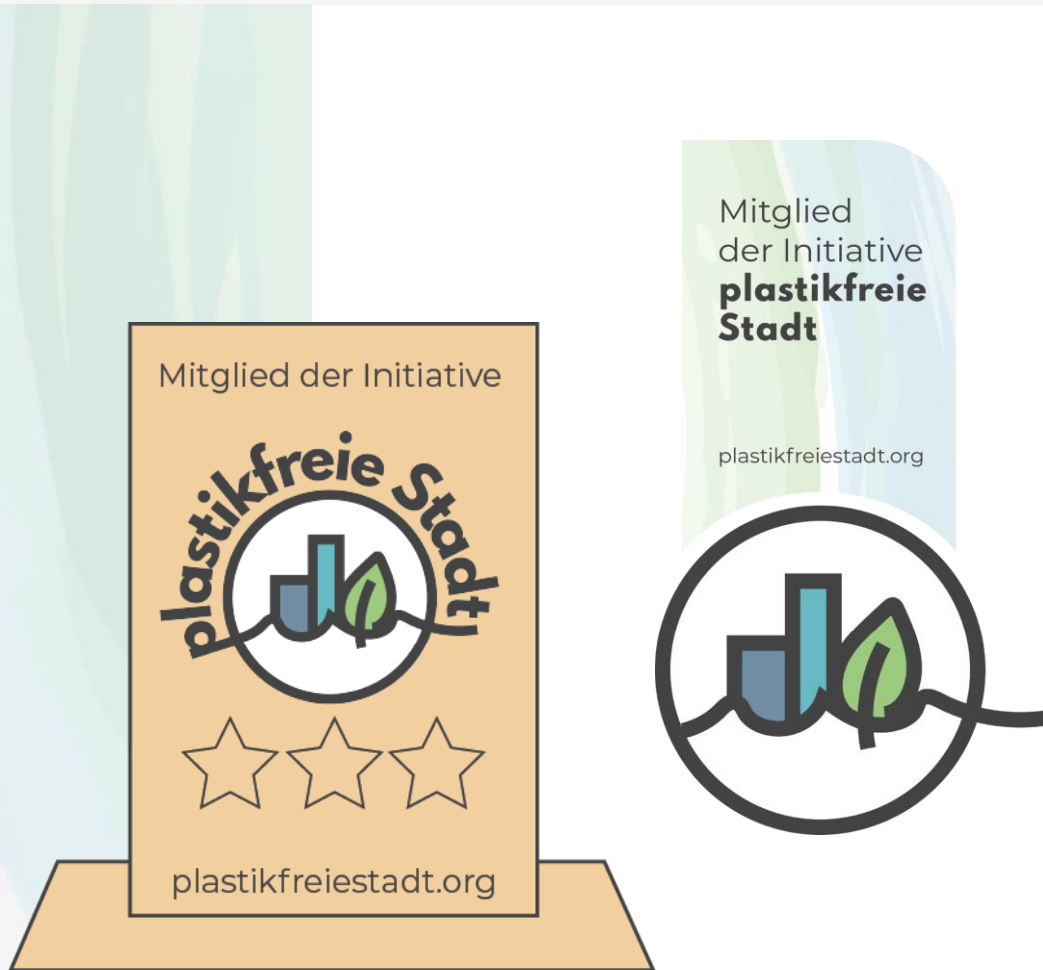 Mitglied der Initiative
plastikfreie Stadt
plastikfreiestadt.org
Mitglied
der Initiative
plastikfreie
Stadt
plastikfreiestadt.org